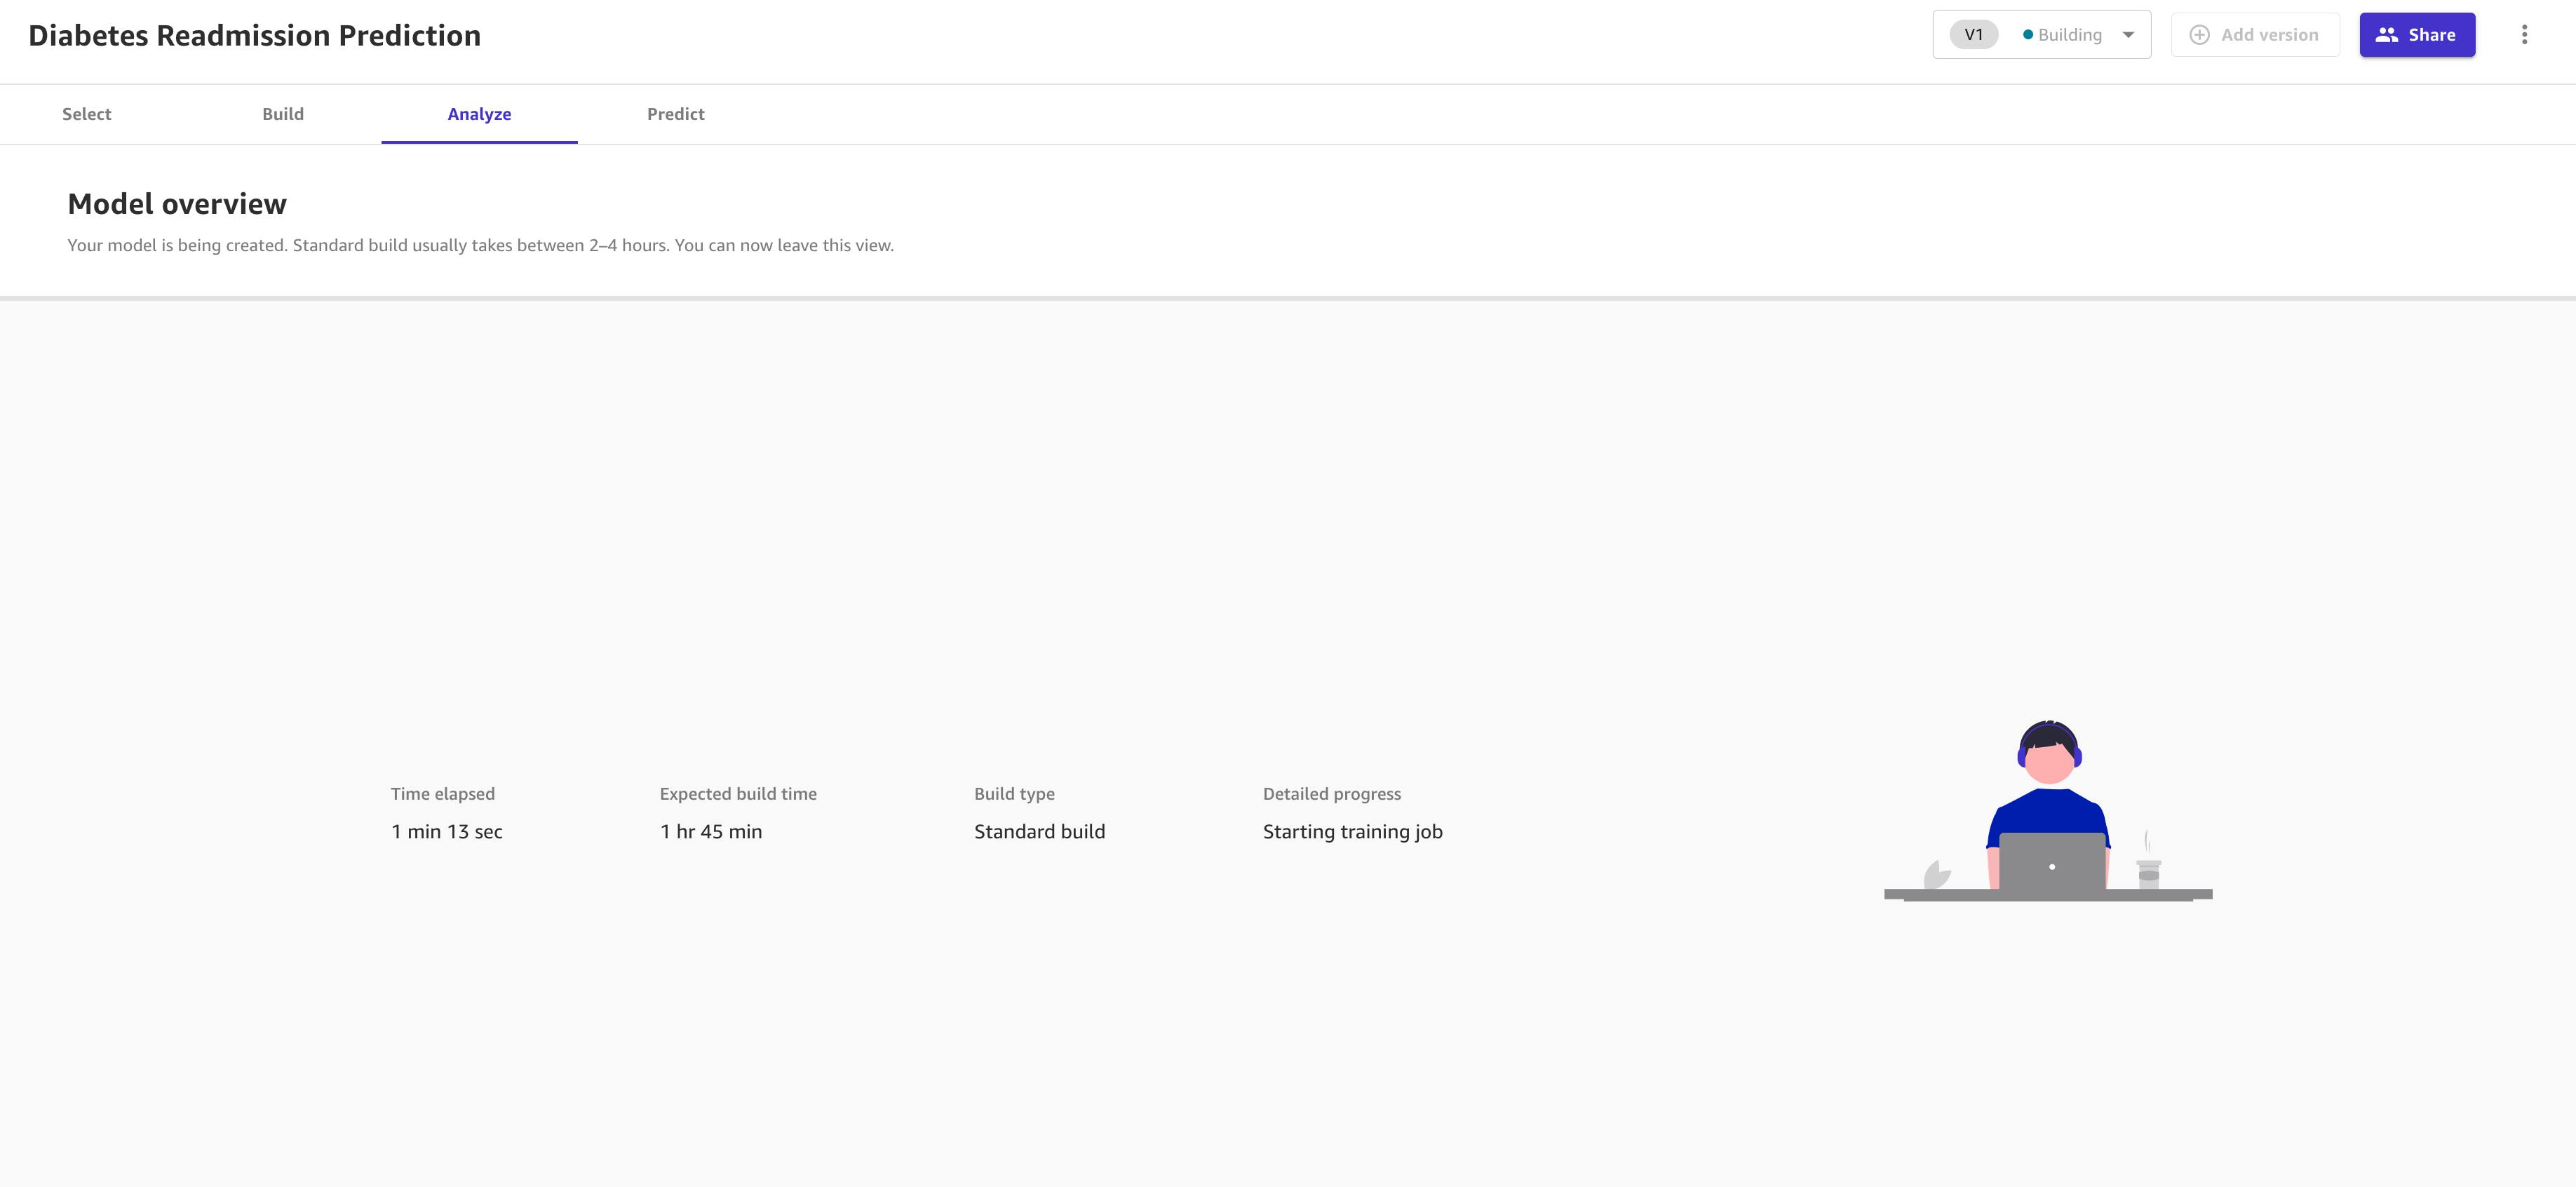 Diabetes Readmission Prediction
V1 Building Add version Share
Select Build Analyze Predict
Model overview
Your model is being created. Standard build usually takes between 2–4 hours. You can now leave this view.
Time elapsed Expected build time Build type Detailed progress
1 min 13 sec 1 hr 45 min Standard build Starting training job